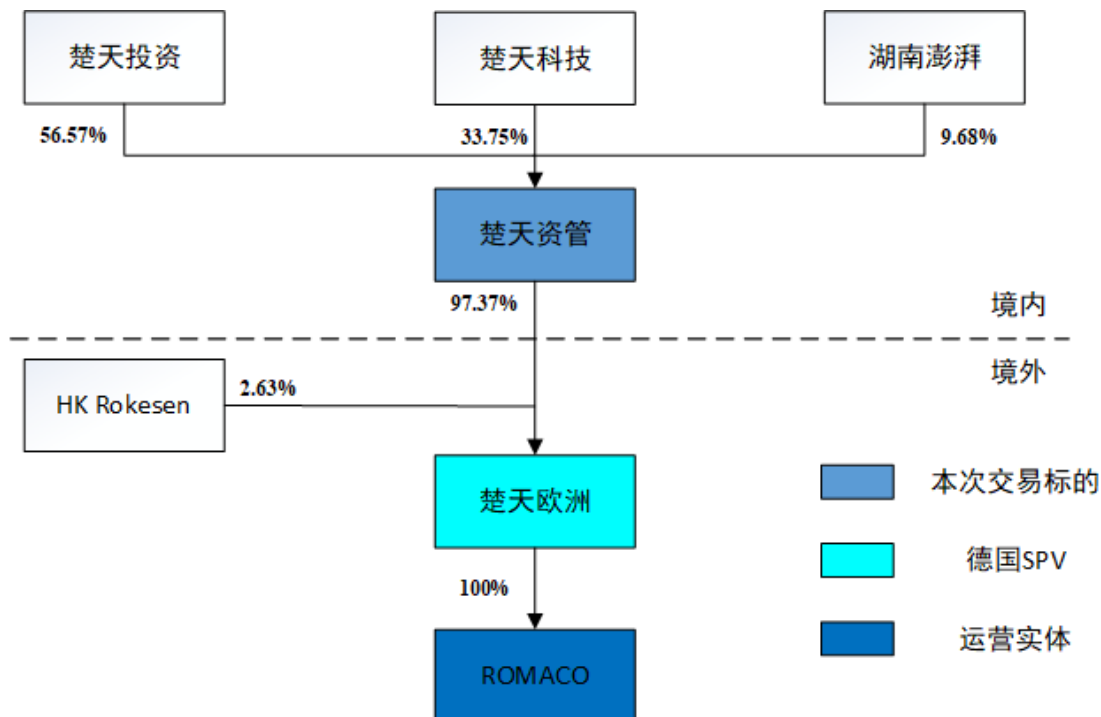 楚天投资
楚天科技
湖南澎湃
56.57%
33.75%
9.68%
楚天资管
97.37%
境内
境外
HK Rokesen
2.63%
楚天欧洲
本次交易标的
德国SPV
100%
运营实体
ROMACO